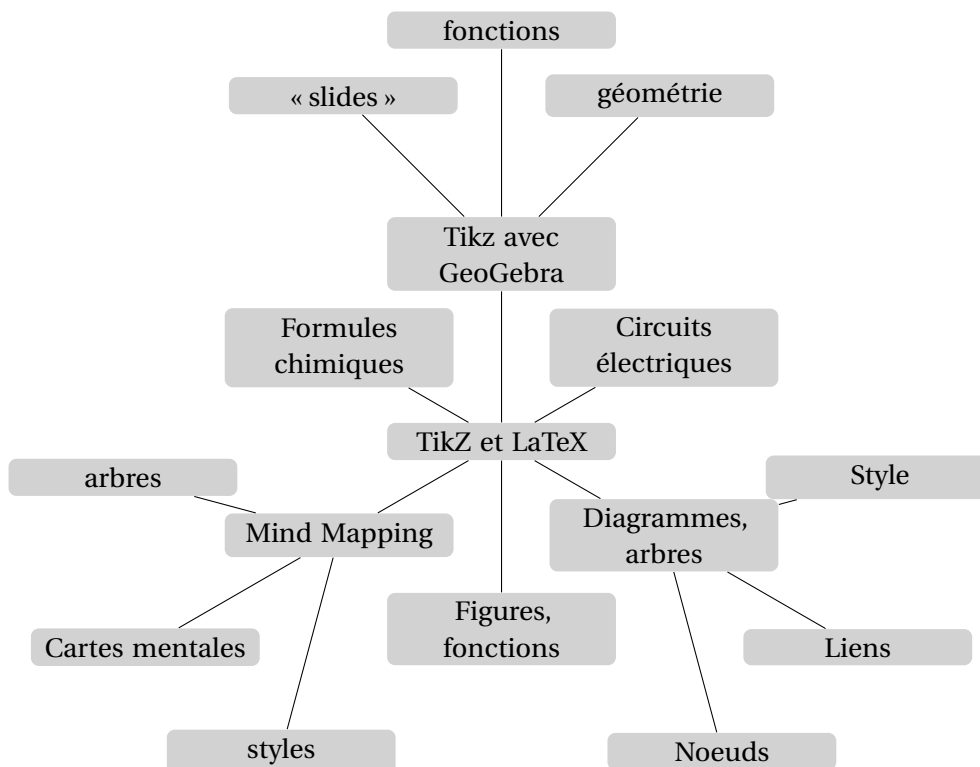 fonctions
« slides »
géométrie
Tikz avec
GeoGebra
Formules
chimiques
Circuits
électriques
TikZ et LaTeX
arbres
Style
Mind Mapping
Diagrammes,
arbres
Cartes mentales
Figures,
fonctions
Liens
styles
Noeuds